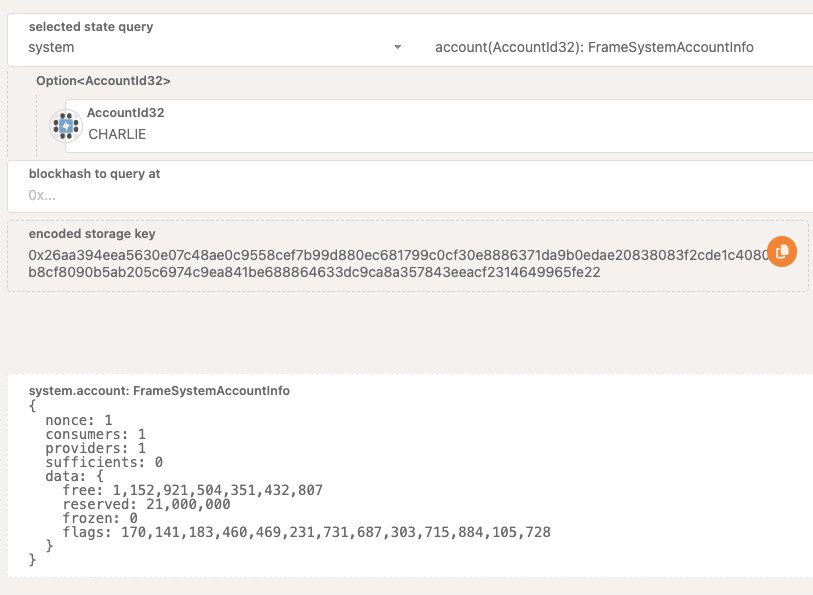 selected state query
system
account(AccountId32): FrameSystemAccountInfo
Option<AccountId32>
AccountId32
CHARLIE
blockhash to query at
0x...
encoded storage key
0x26aa394eea5630e07c48ae0c9558cef7b99d880ec681799c0cf30e8886371da9b0edae20838083f2cde1c4080
b8cf8090b5ab205c6974c9ea841be688864633dc9ca8a357843eeacf2314649965fe22
system.account: FrameSystemAccountInfo
{
  nonce: 1
  consumers: 1
  providers: 1
  sufficients: 0
  data: {
    free: 1,152,921,504,351,432,807
    reserved: 21,000,000
    frozen: 0
    flags: 170,141,183,460,469,231,731,687,303,715,884,105,728
  }
}